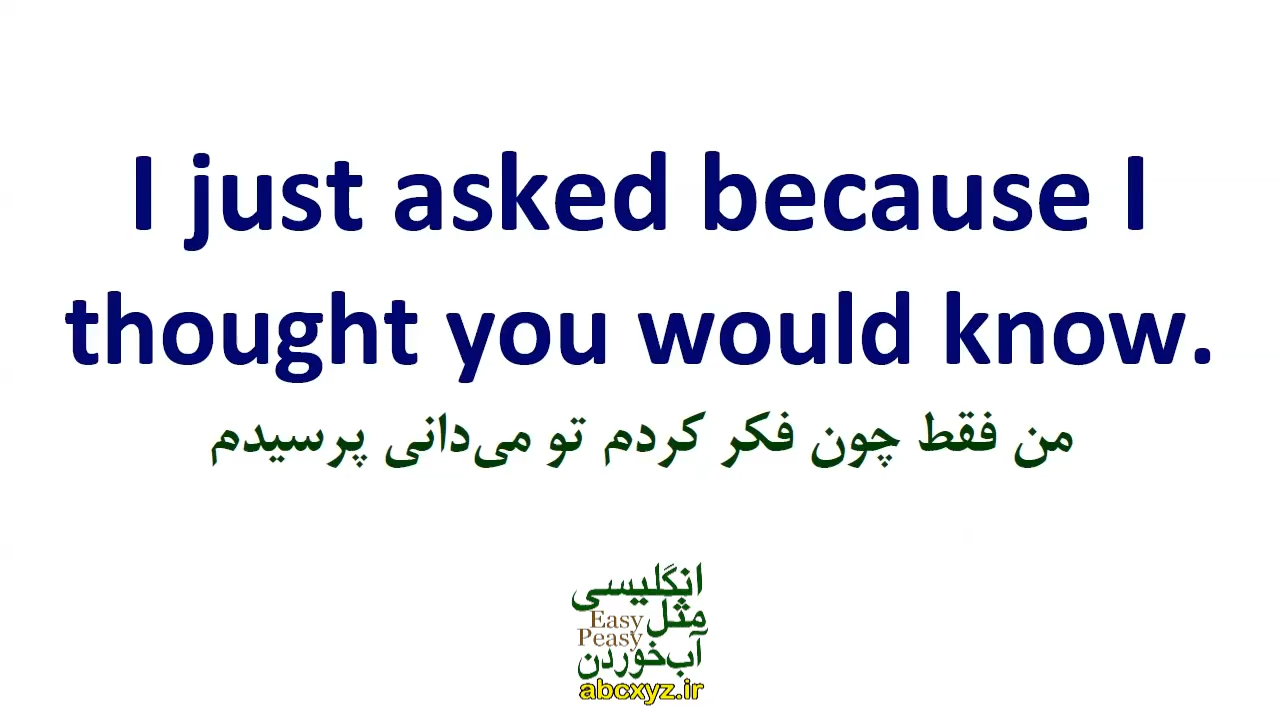 I just asked because I
thought you would know.
من فقط چون فکر کردم تو می‌دانی پرسیدم
انگلیسی
مثل
Easy
Peasy
آب‌خوردن
abcxyz.ir